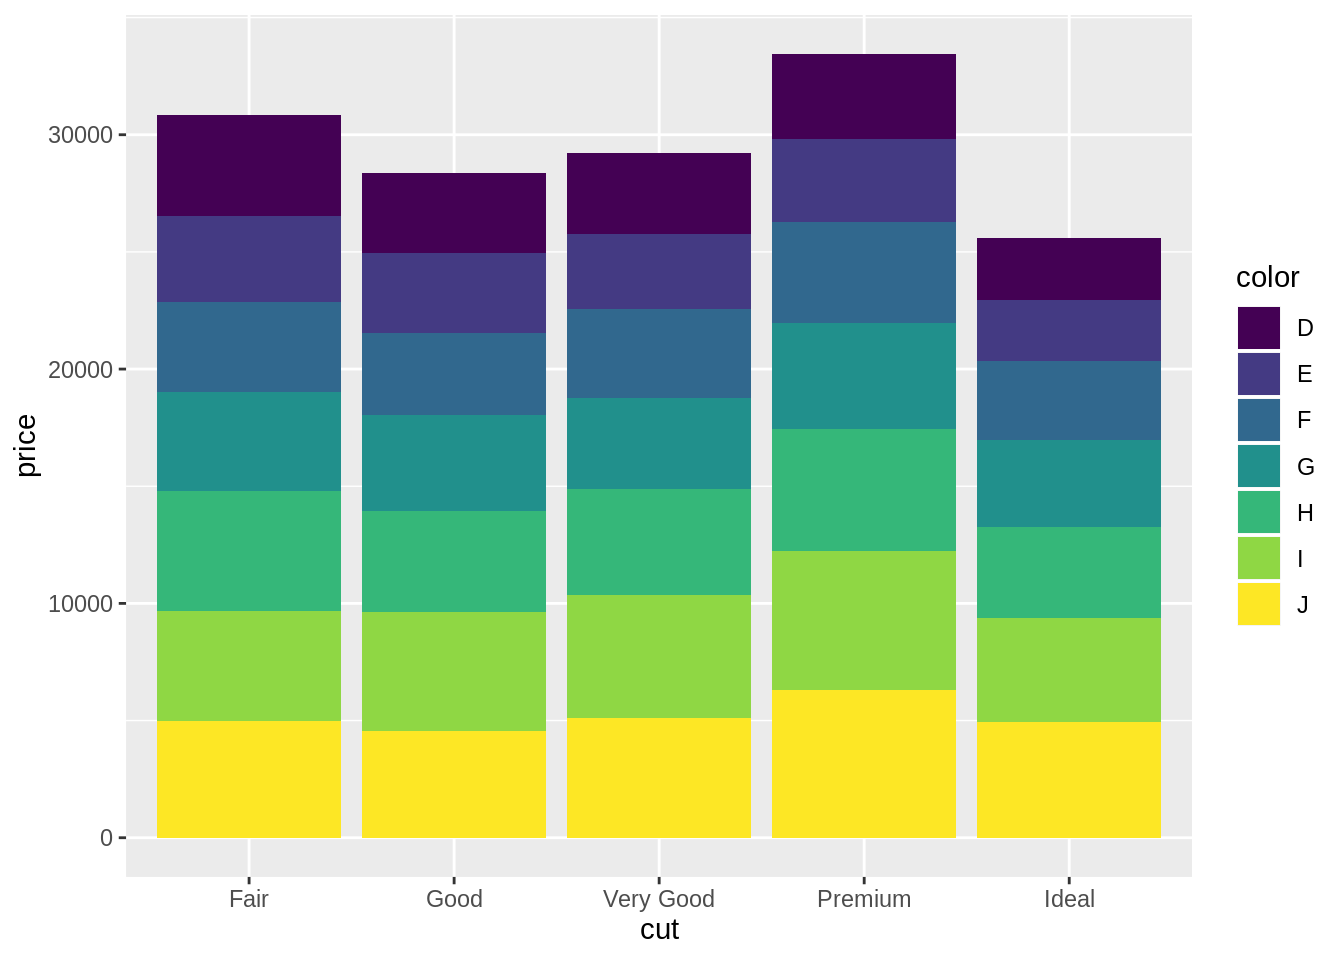 30000
20000
10000
0
price
Fair
Good
Very Good
Premium
Ideal
cut
color
D
E
F
G
H
I
J